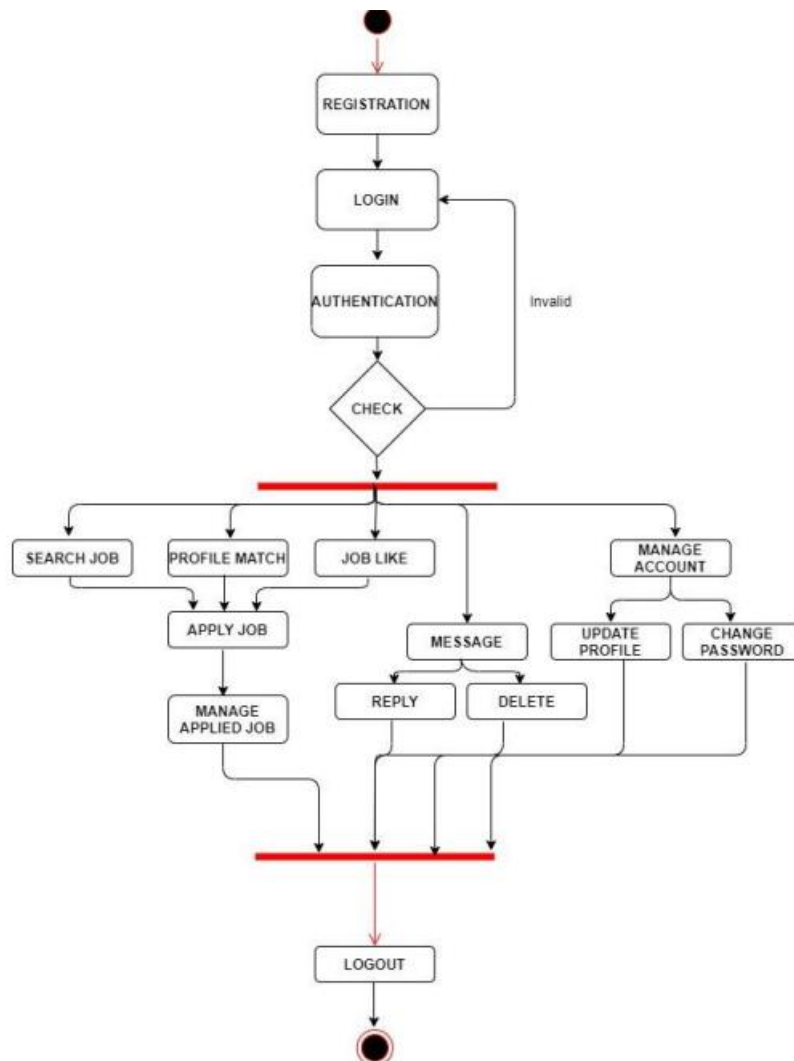 REGISTRATION
LOGIN
AUTHENTICATION
Invalid
CHECK
SEARCH JOB
PROFILE MATCH
JOB LIKE
MANAGE
ACCOUNT
APPLY JOB
MESSAGE
UPDATE
PROFILE
CHANGE
PASSWORD
MANAGE
APPLIED JOB
REPLY
DELETE
LOGOUT